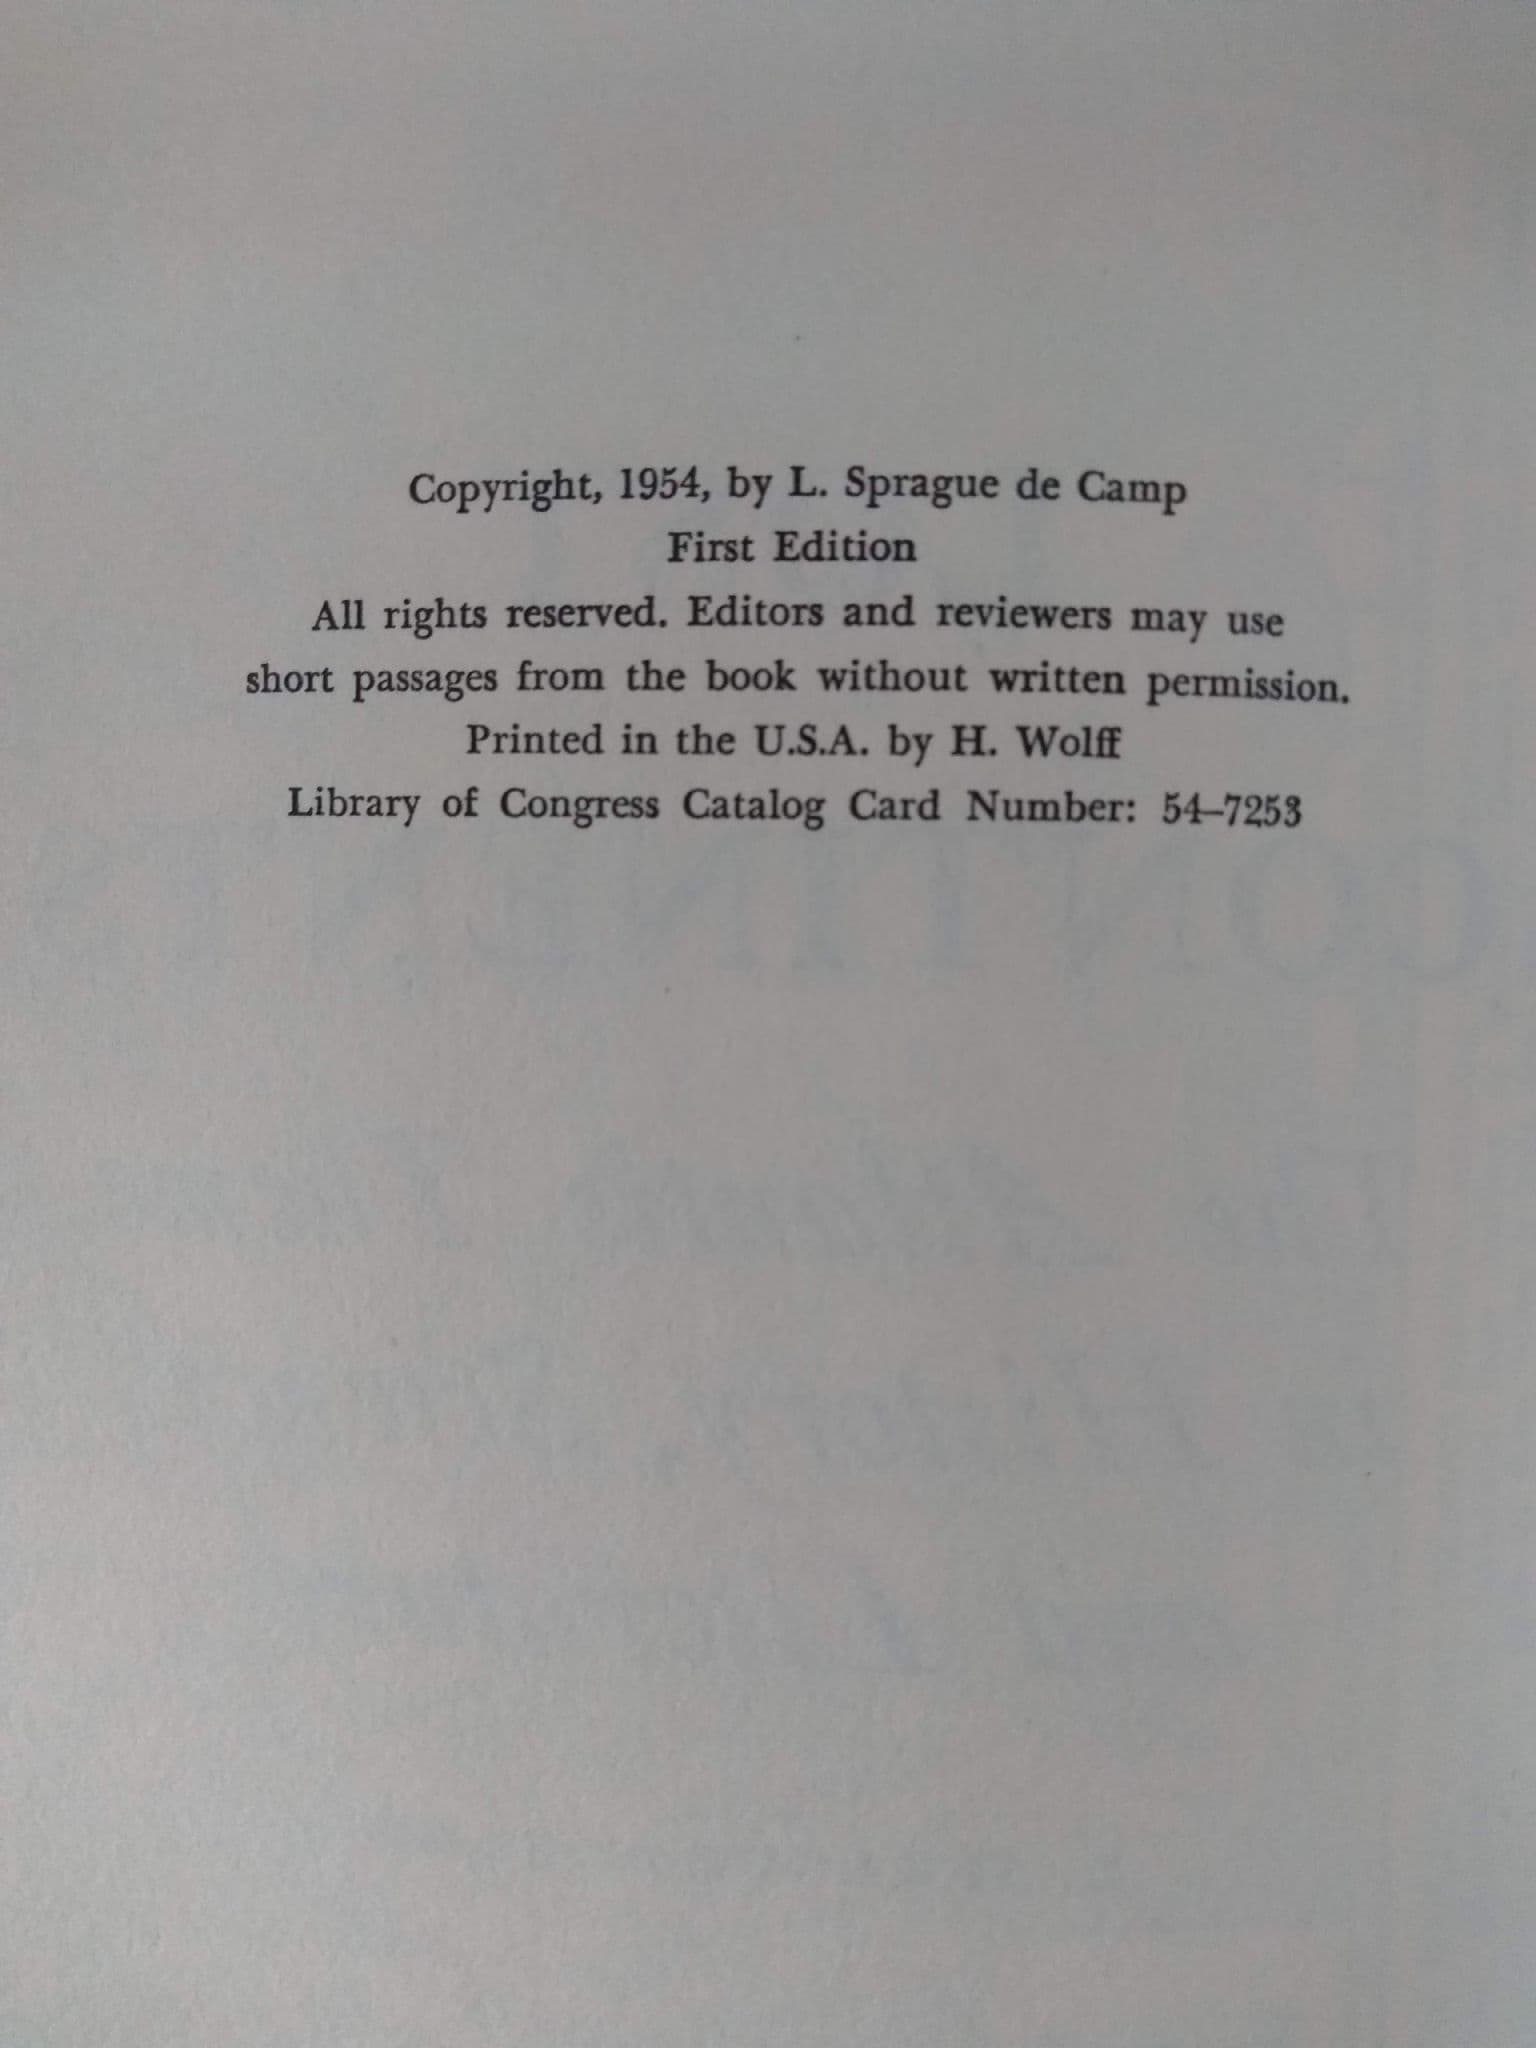 Copyright, 1954, by L. Sprague de Camp
First Edition
All rights reserved. Editors and reviewers may use
short passages from the book without written permission.
Printed in the U.S.A. by H. Wolff
Library of Congress Catalog Card Number: 54–7253